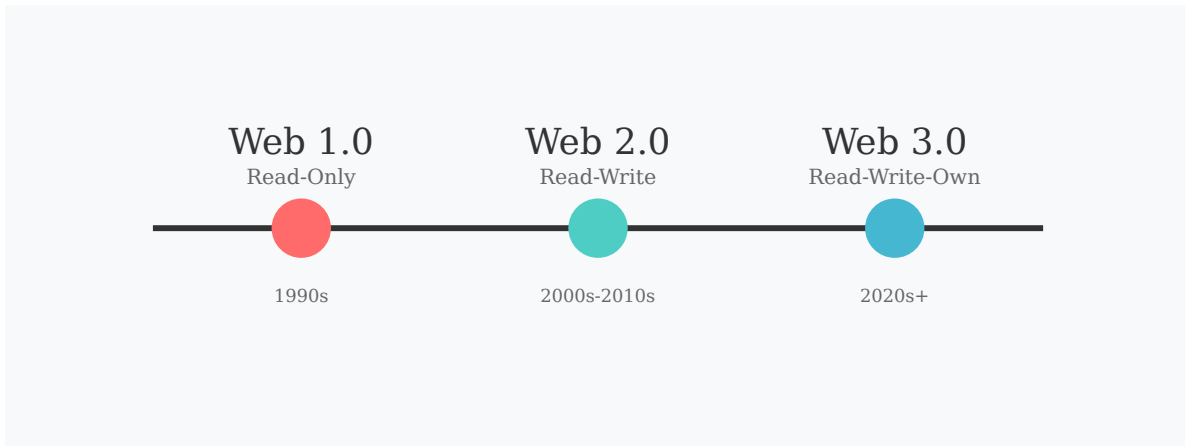 Web 1.0
Read-Only
1990s
Web 2.0
Read-Write
2000s-2010s
Web 3.0
Read-Write-Own
2020s+